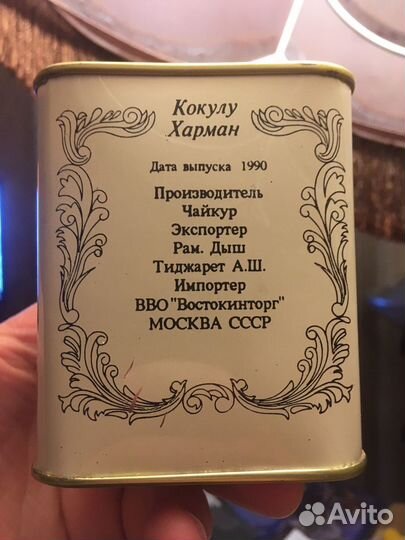 Кокулу
Харман
Дата выпуска 1990
Производитель
Чайкур
Экспортер
Рам. Дыш
Тиджарет А.Ш.
Импортер
ВВО "Востокинторг"
МОСКВА СССР
Avito